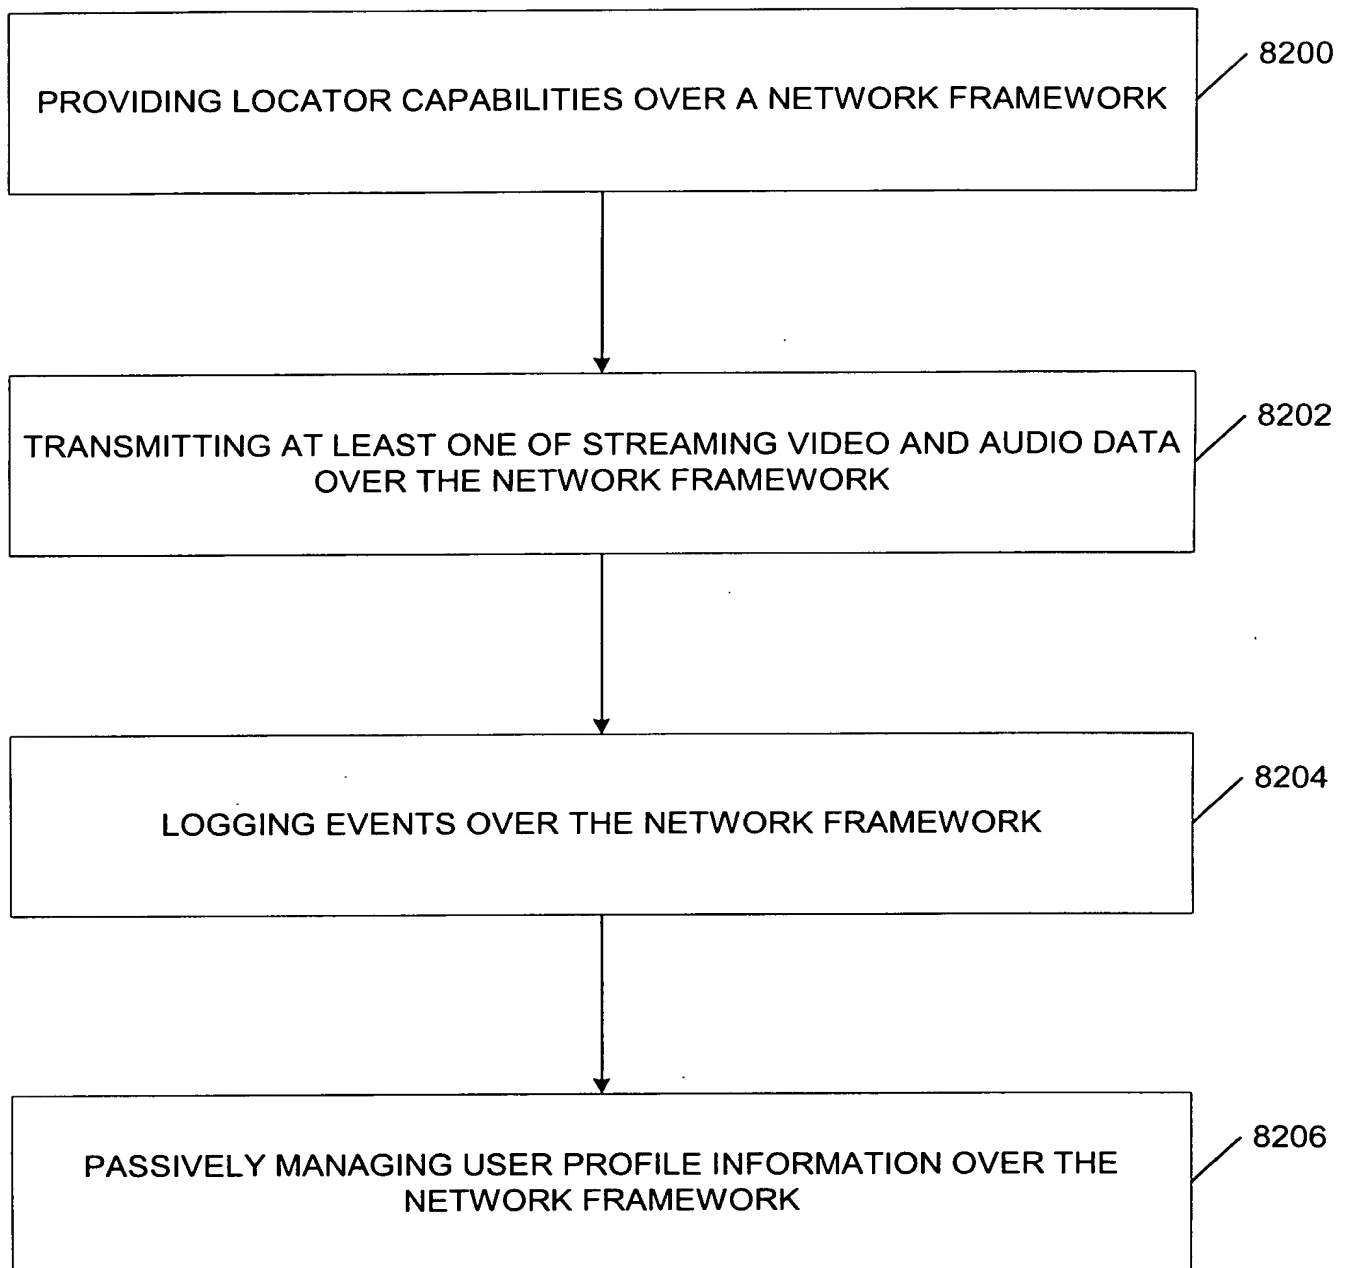 PROVIDING LOCATOR CAPABILITIES OVER A NETWORK FRAMEWORK
8200
TRANSMITTING AT LEAST ONE OF STREAMING VIDEO AND AUDIO DATA
OVER THE NETWORK FRAMEWORK
8202
LOGGING EVENTS OVER THE NETWORK FRAMEWORK
8204
PASSIVELY MANAGING USER PROFILE INFORMATION OVER THE
NETWORK FRAMEWORK
8206